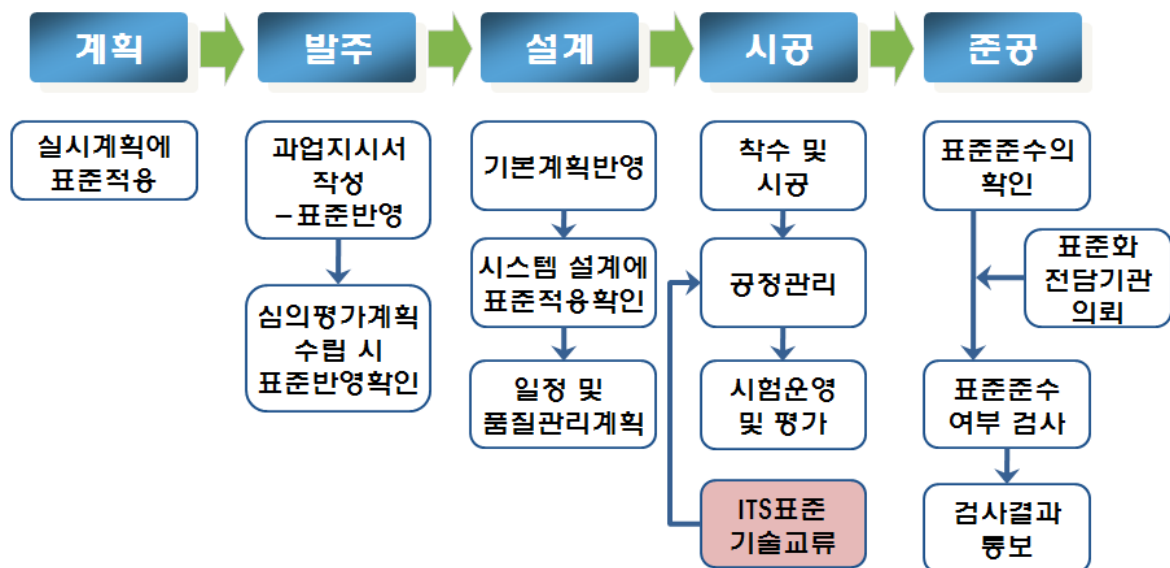 계획
발주
설계
시공
준공
실시계획에
표준적용
과업지시서
작성
–표준반영
심의평가계획
수립 시
표준반영확인
기본계획반영
시스템 설계에
표준적용확인
일정 및
품질관리계획
착수 및
시공
공정관리
시험운영
및 평가
ITS표준
기술교류
표준준수의
확인
표준화
전담기관
의뢰
표준준수
여부 검사
검사결과
통보